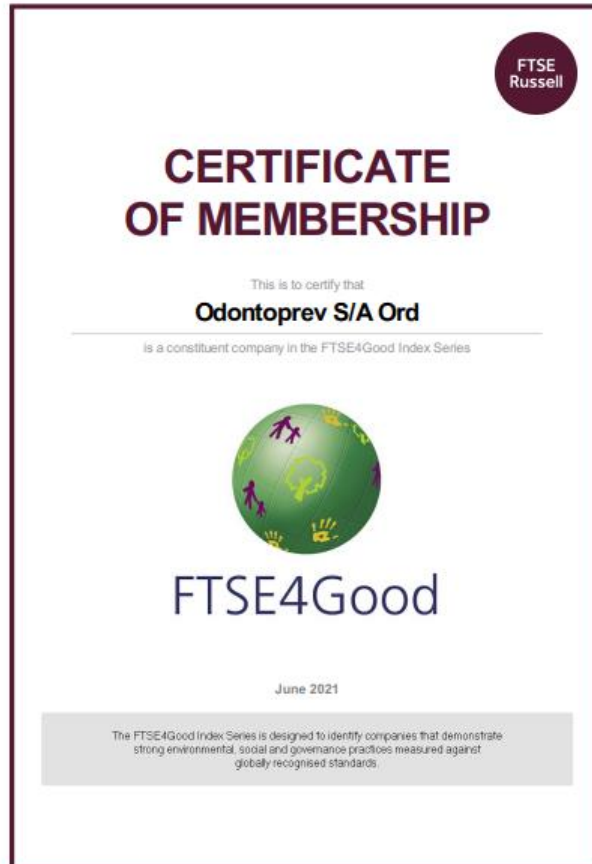 FTSE
Russell
CERTIFICATE
OF MEMBERSHIP
This is to certify that
Odontoprev S/A Ord
is a constituent company in the FTSE4Good Index Series
FTSE4Good
June 2021
The FTSE4Good Index Series is designed to identify companies that demonstrate
strong environmental, social and governance practices measured against
globally recognised standards.